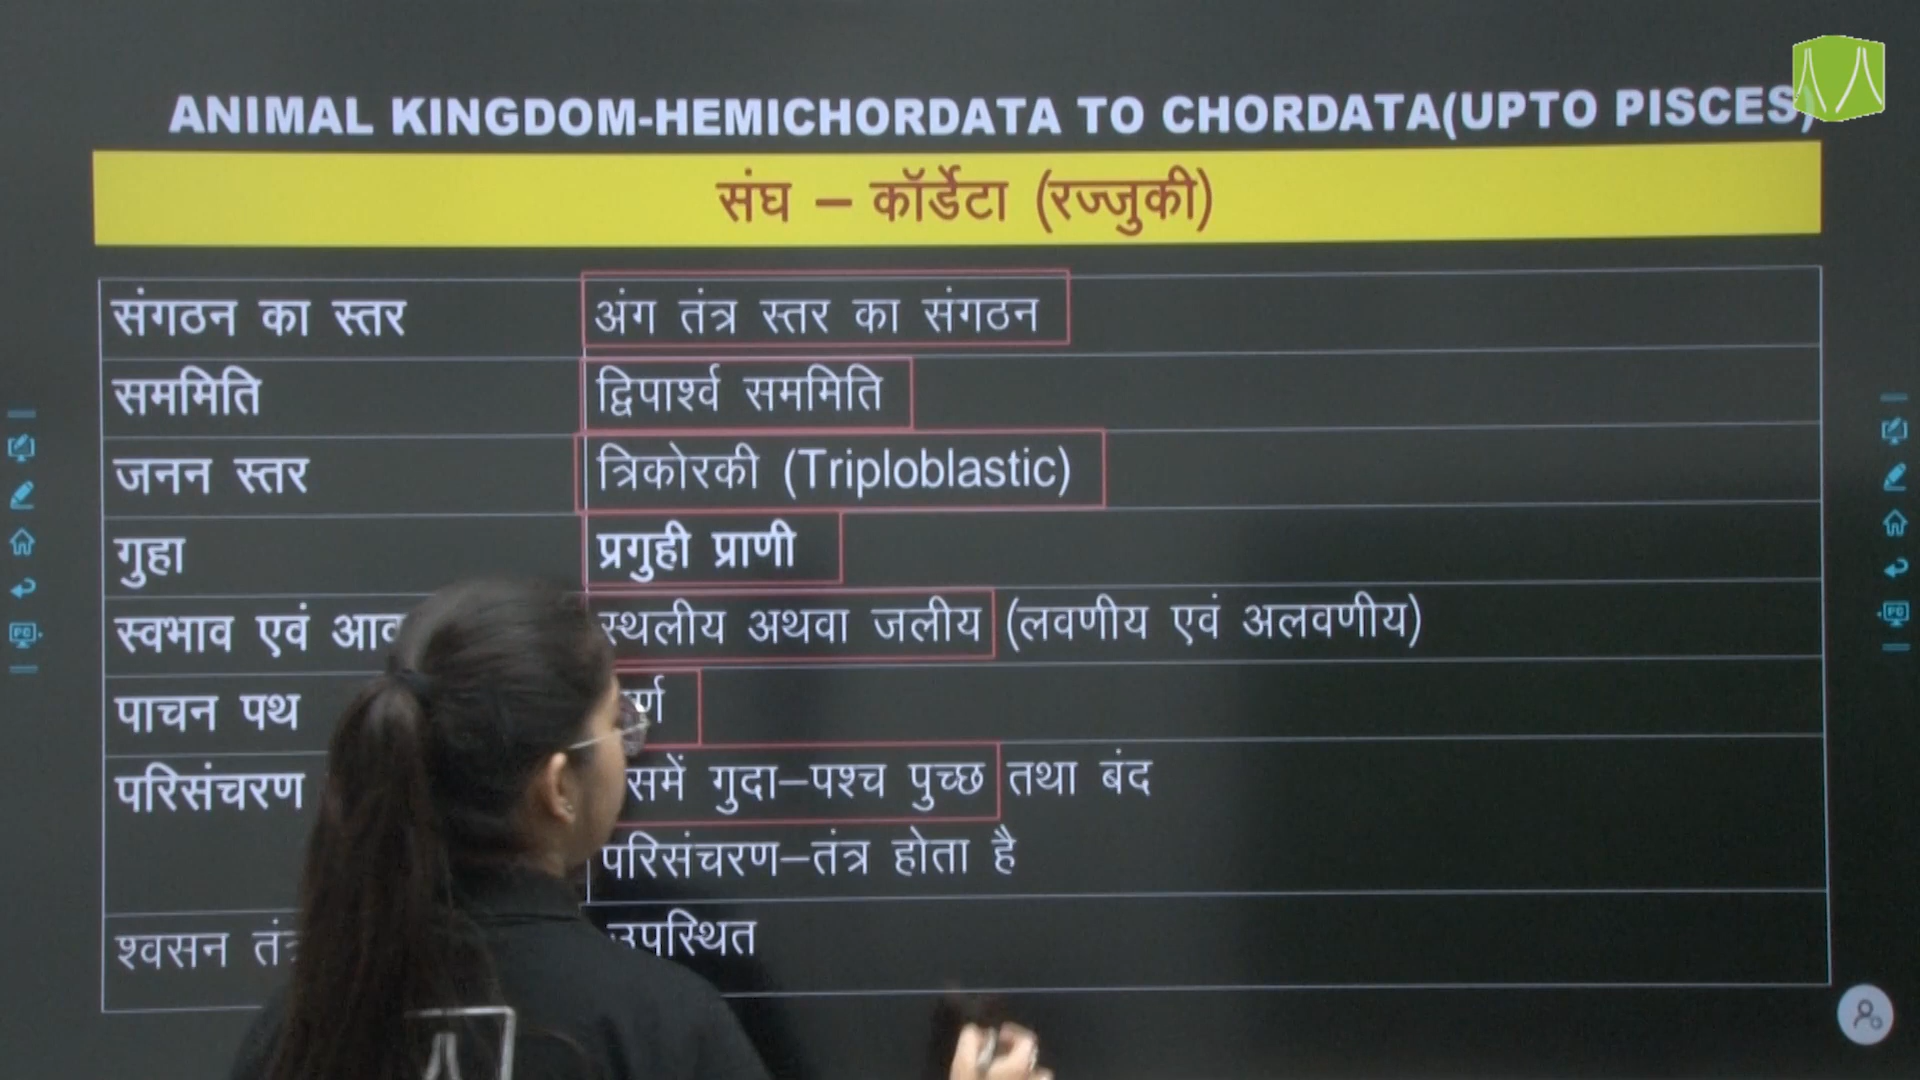 ANIMAL KINGDOM-HEMICHORDATA TO CHORDATA(UPTO PISCES)
संघ – कॉर्डेटा (रज्जुकी)
संगठन का स्तर अंग तंत्र स्तर का संगठन
सममिति द्विपार्श्व सममिति
जनन स्तर त्रिकोरकी (Triploblastic)
गुहा प्रगुही प्राणी
स्वभाव एवं स्थलीय अथवा जलीय (लवणीय एवं अलवणीय)
पाचन पथ
परिसंचरण गुदा–पश्च पुच्छ तथा बंद
परिसंचरण–तंत्र होता है
श्वसन उपस्थित